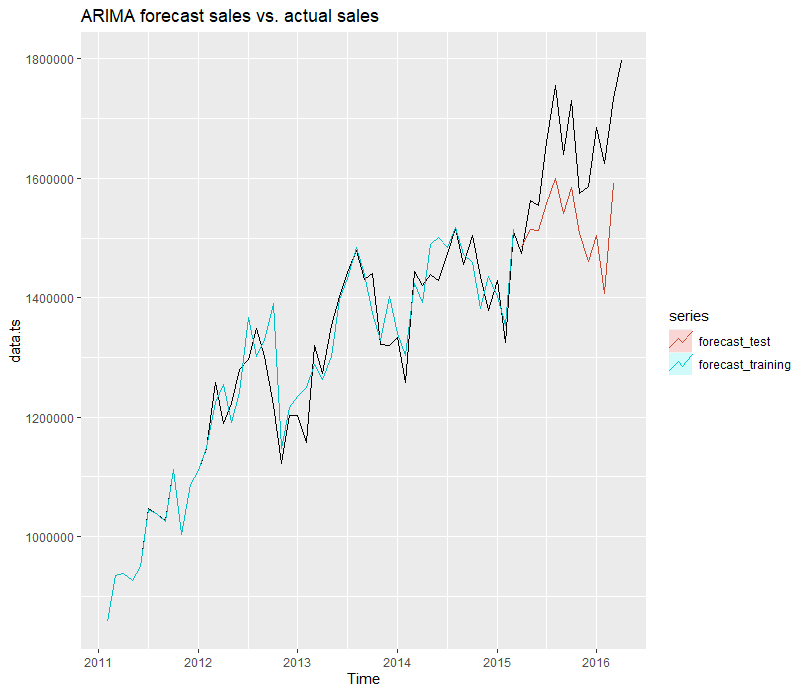 ARIMA forecast sales vs. actual sales
1800000
1600000
1400000
1200000
1000000
data.ts
2011 2012 2013 2014 2015 2016
Time
series
forecast_test
forecast_training